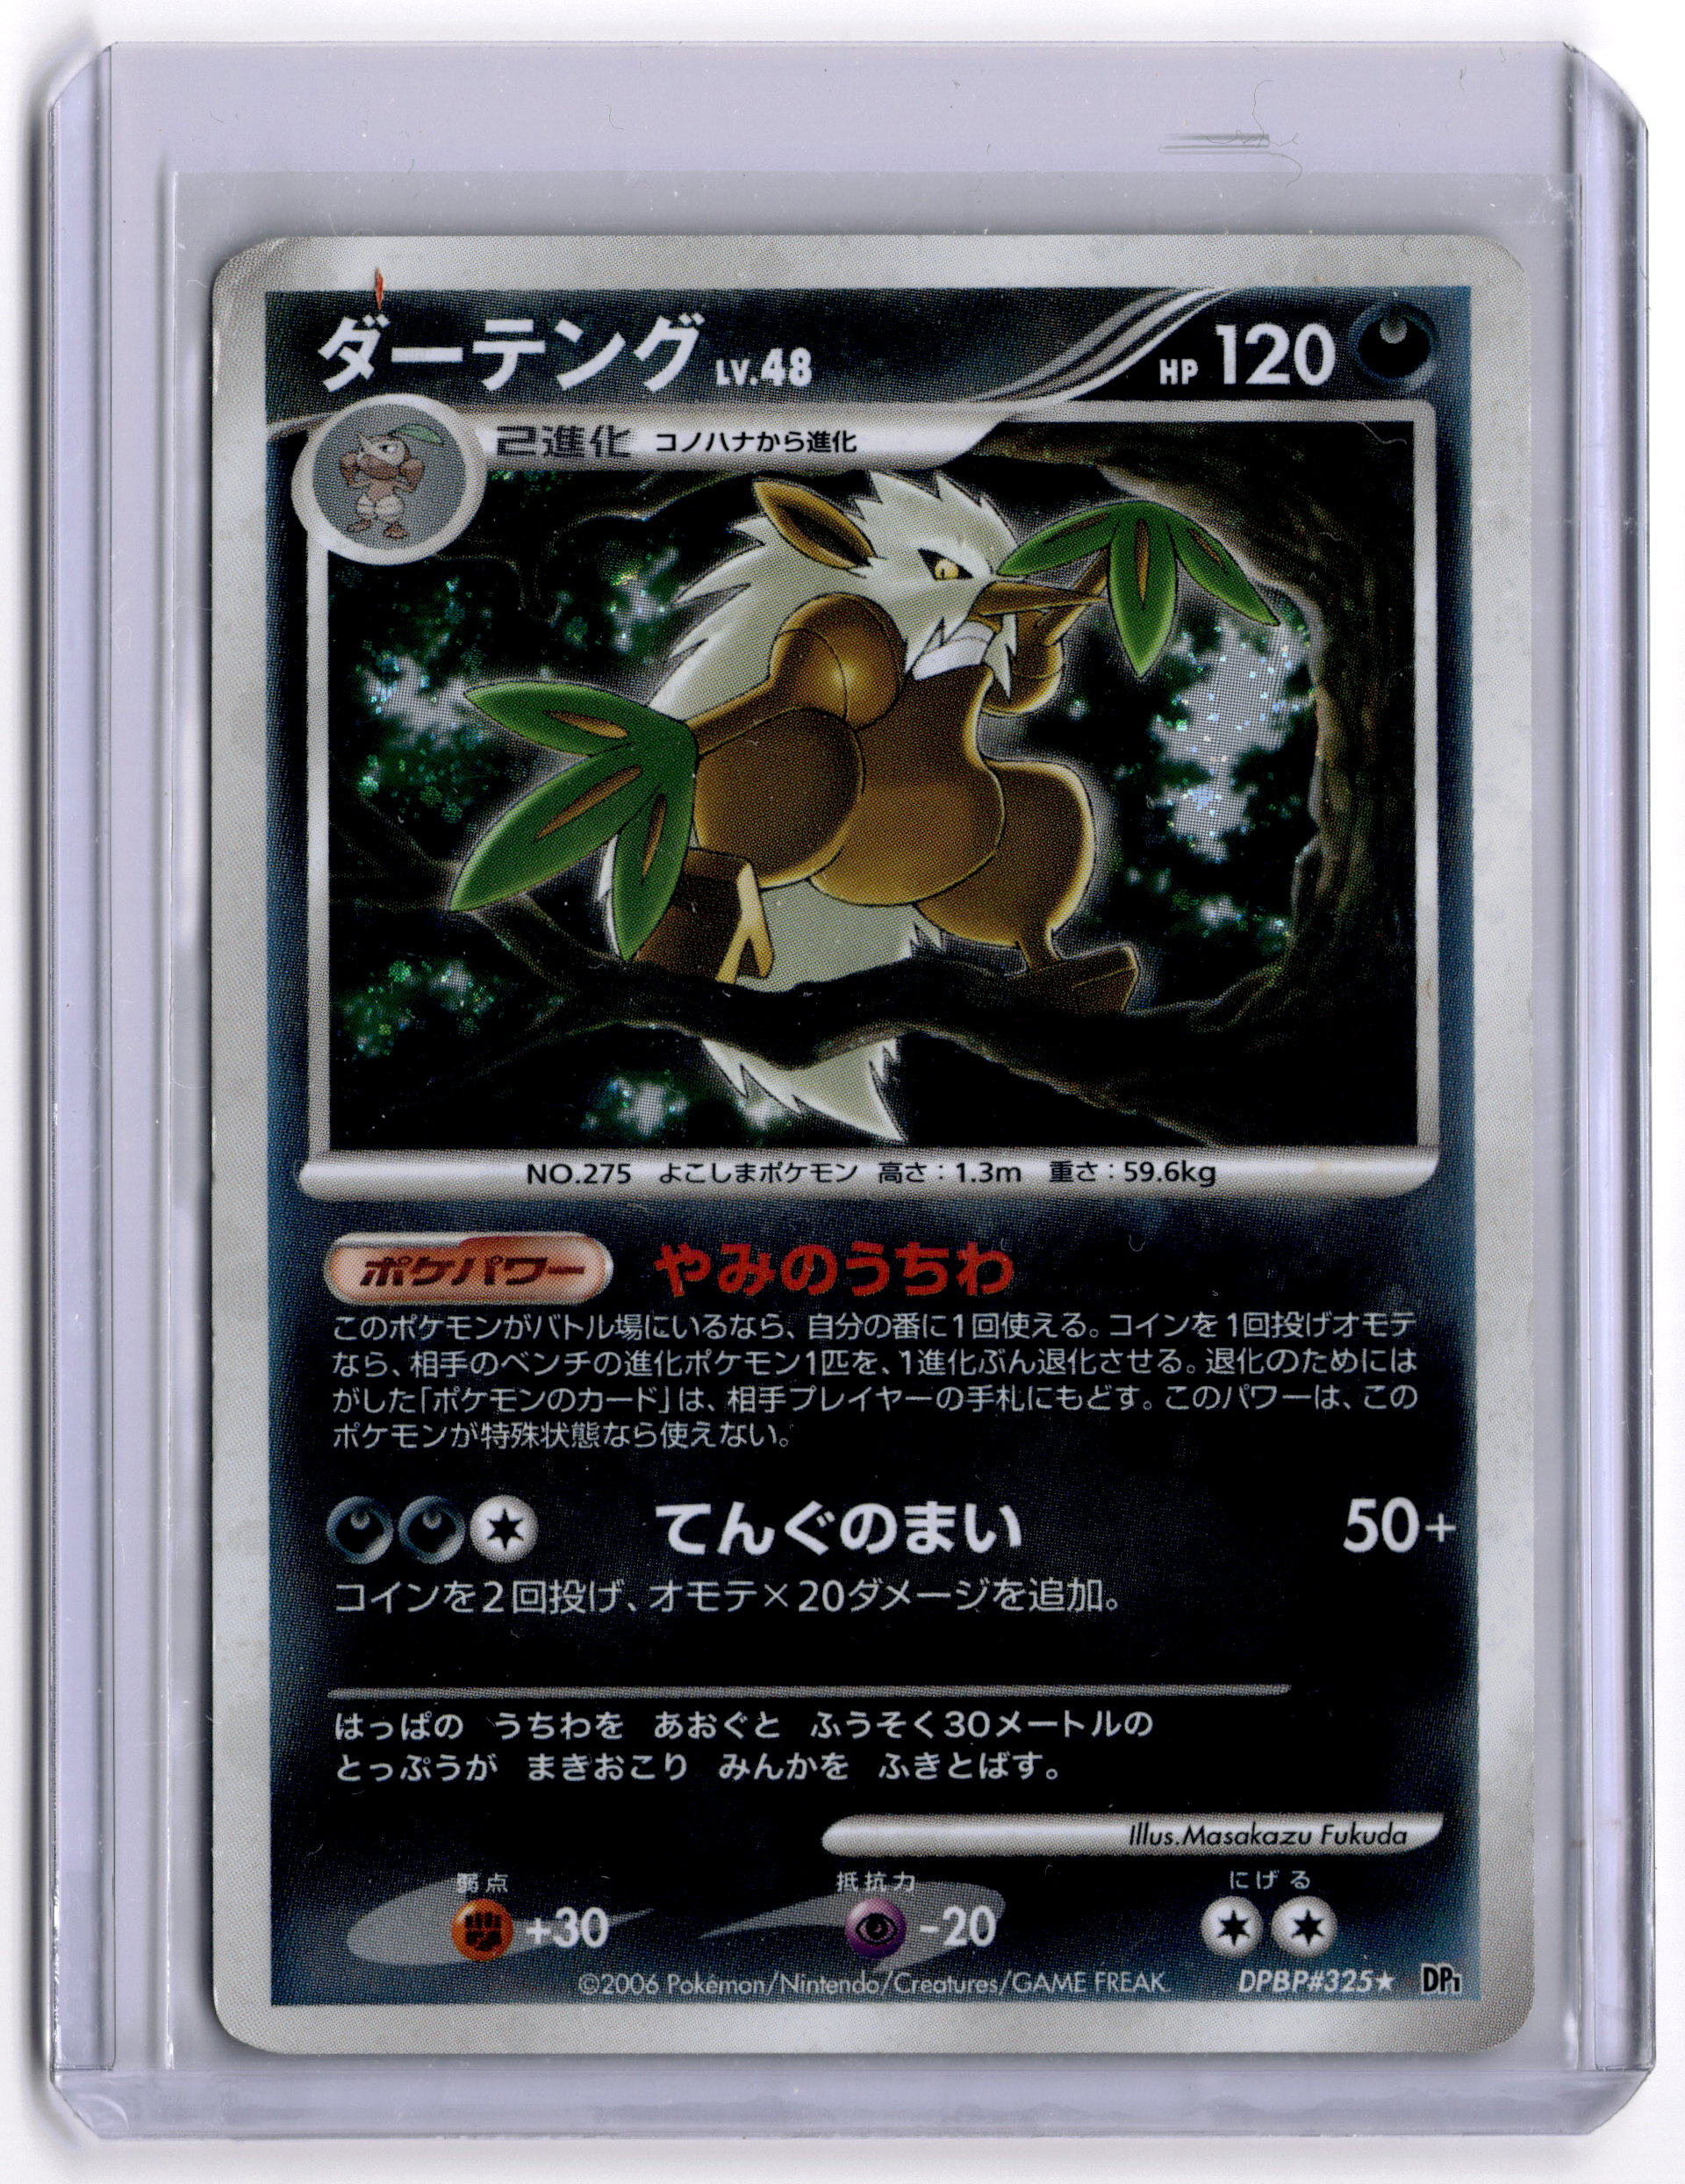 ダーテング LV.48 HP 120
2進化 コノハナから進化
NO.275 よこしまポケモン 高さ:1.3m 重さ:59.6kg
ポケパワー やみのうちわ
このポケモンがバトル場にいるなら、自分の番に1回使える。コインを1回投げオモテ
なら、相手のベンチの進化ポケモン1匹を、1進化ぶん退化させる。退化のためには
がした「ポケモンのカード」は、相手プレイヤーの手札にもどす。このパワーは、この
ポケモンが特殊状態なら使えない。
てんぐのまい 50+
コインを2回投げ、オモテ×20ダメージを追加。
はっぱの うちわを あおぐと ふうそく30メートルの
とっぷうが まきおこり みんかを ふきとばす。
Illus.Masakazu Fukuda
弱点 抵抗力 にげる
+30 -20
©2006 Pokémon/Nintendo/Creatures/GAME FREAK. DPBP#325★ DP1